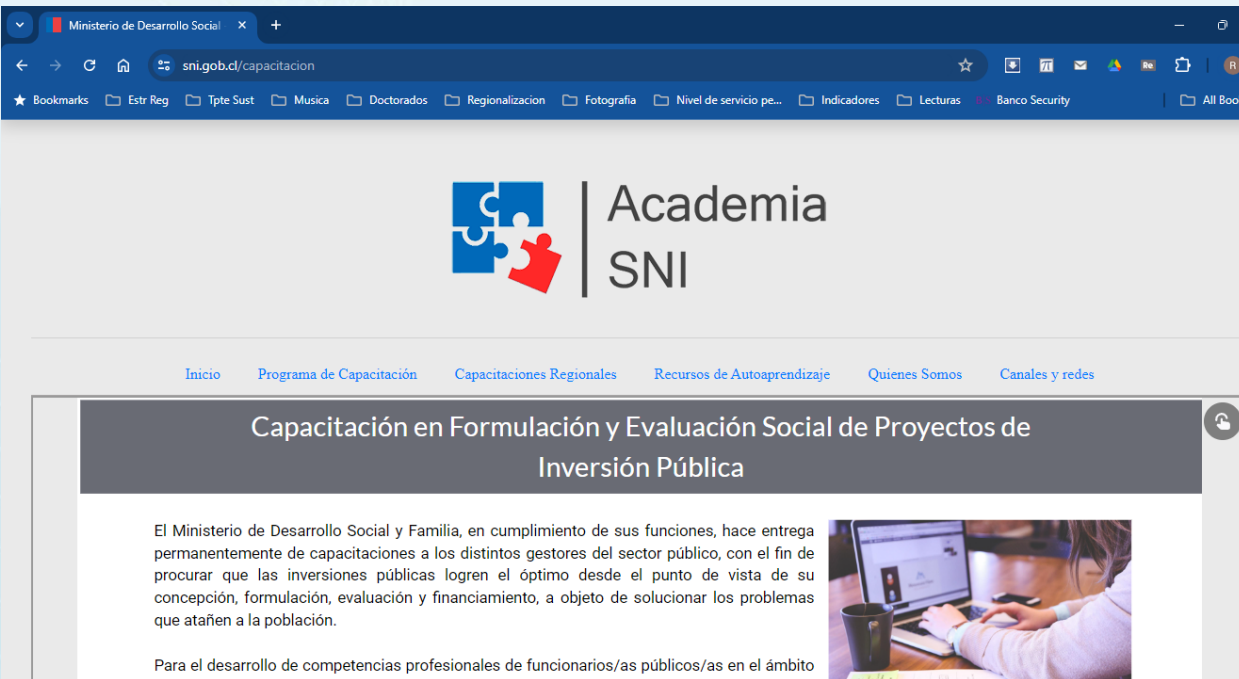 Ministerio de Desarrollo Social
sni.gob.cl/capacitacion
Bookmarks Estr Reg Tpte Sust Musica Doctorados Regionalizacion Fotografia Nivel de servicio pe... Indicadores Lecturas Banco Security All Boo
Academia
SNI
Inicio Programa de Capacitación Capacitaciones Regionales Recursos de Autoaprendizaje Quienes Somos Canales y redes
Capacitación en Formulación y Evaluación Social de Proyectos de
Inversión Pública
El Ministerio de Desarrollo Social y Familia, en cumplimiento de sus funciones, hace entrega
permanentemente de capacitaciones a los distintos gestores del sector público, con el fin de
procurar que las inversiones públicas logren el óptimo desde el punto de vista de su
concepción, formulación, evaluación y financiamiento, a objeto de solucionar los problemas
que atañen a la población.
Para el desarrollo de competencias profesionales de funcionarios/as públicos/as en el ámbito